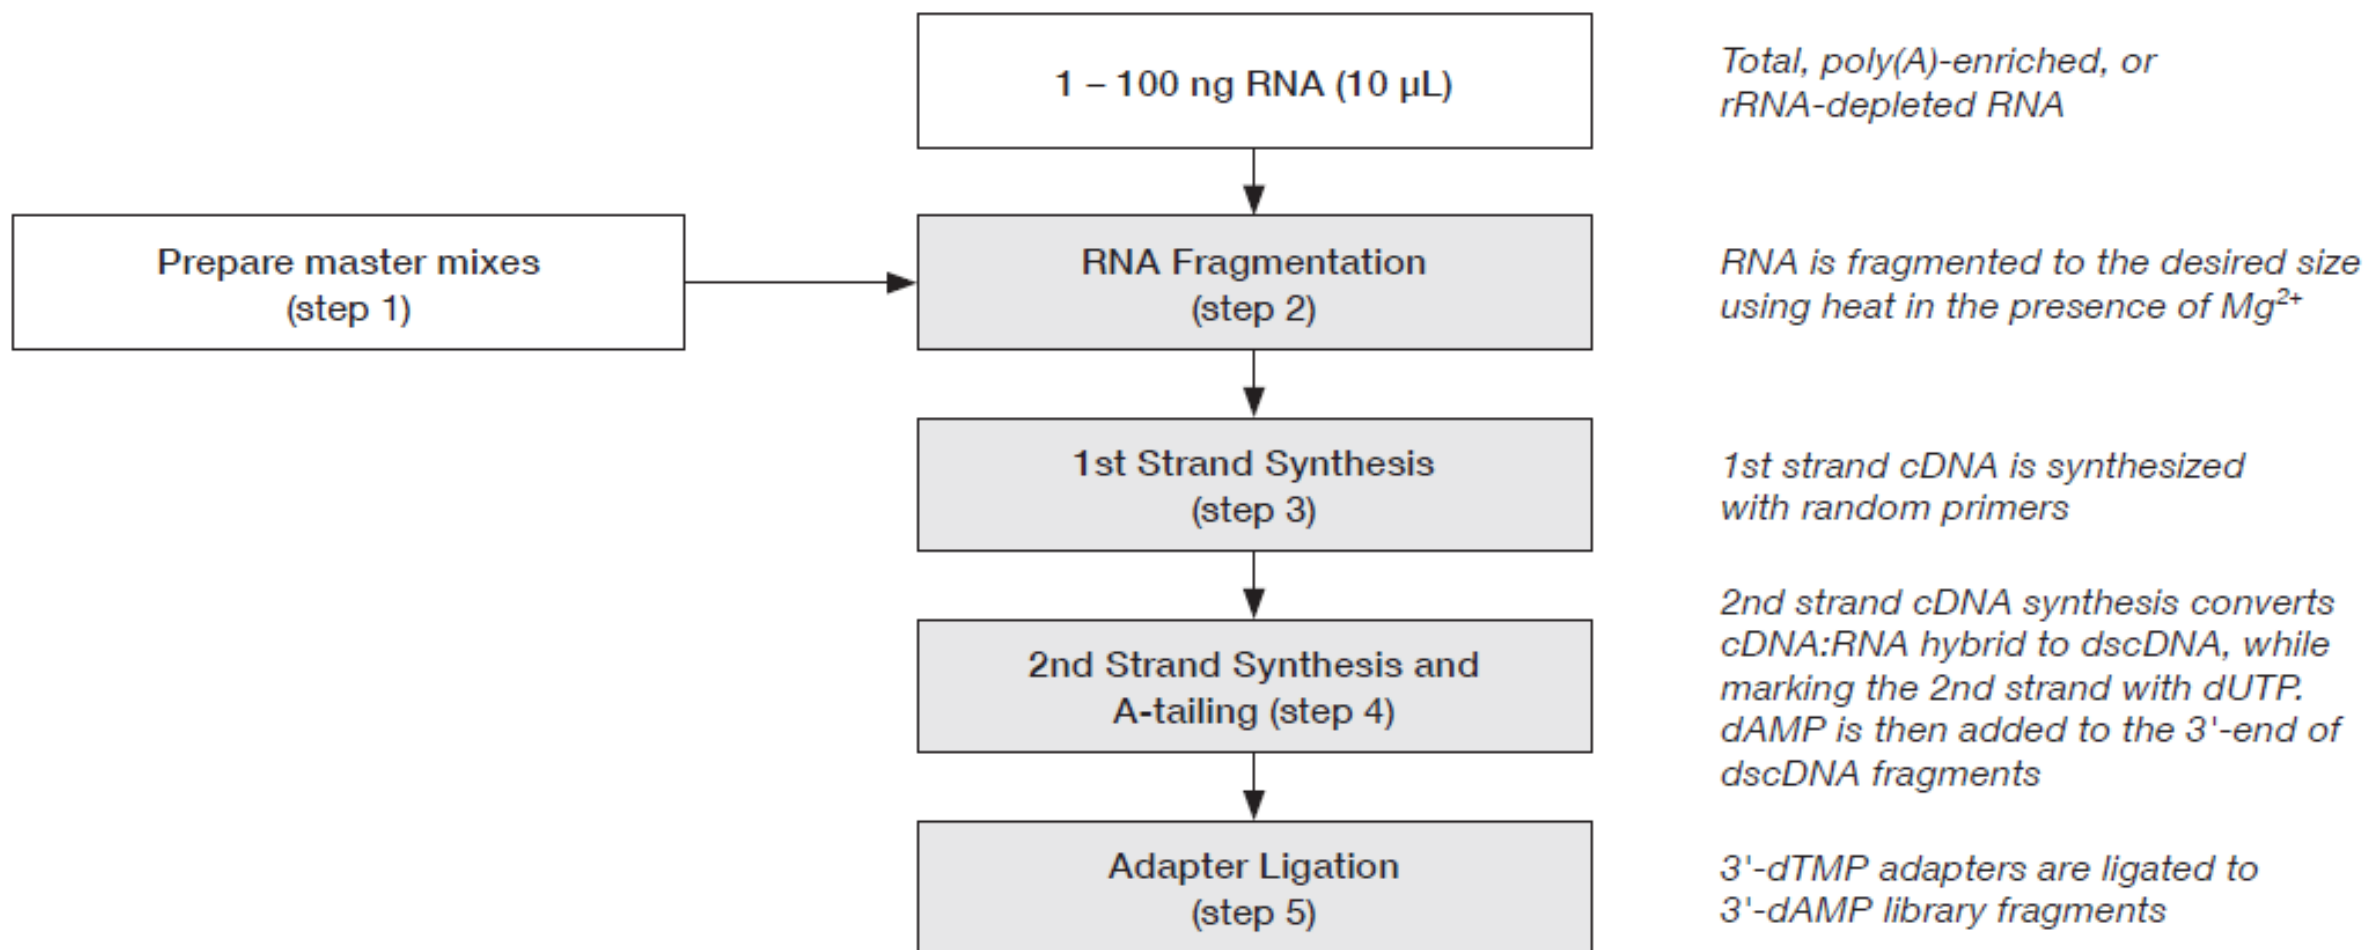 1 – 100 ng RNA (10 µL)
Total, poly(A)-enriched, or
rRNA-depleted RNA
Prepare master mixes
(step 1)
RNA Fragmentation
(step 2)
RNA is fragmented to the desired size
using heat in the presence of Mg²⁺
1st Strand Synthesis
(step 3)
1st strand cDNA is synthesized
with random primers
2nd Strand Synthesis and
A-tailing (step 4)
2nd strand cDNA synthesis converts
cDNA:RNA hybrid to dscDNA, while
marking the 2nd strand with dUTP.
dAMP is then added to the 3'-end of
dscDNA fragments
Adapter Ligation
(step 5)
3'-dTMP adapters are ligated to
3'-dAMP library fragments